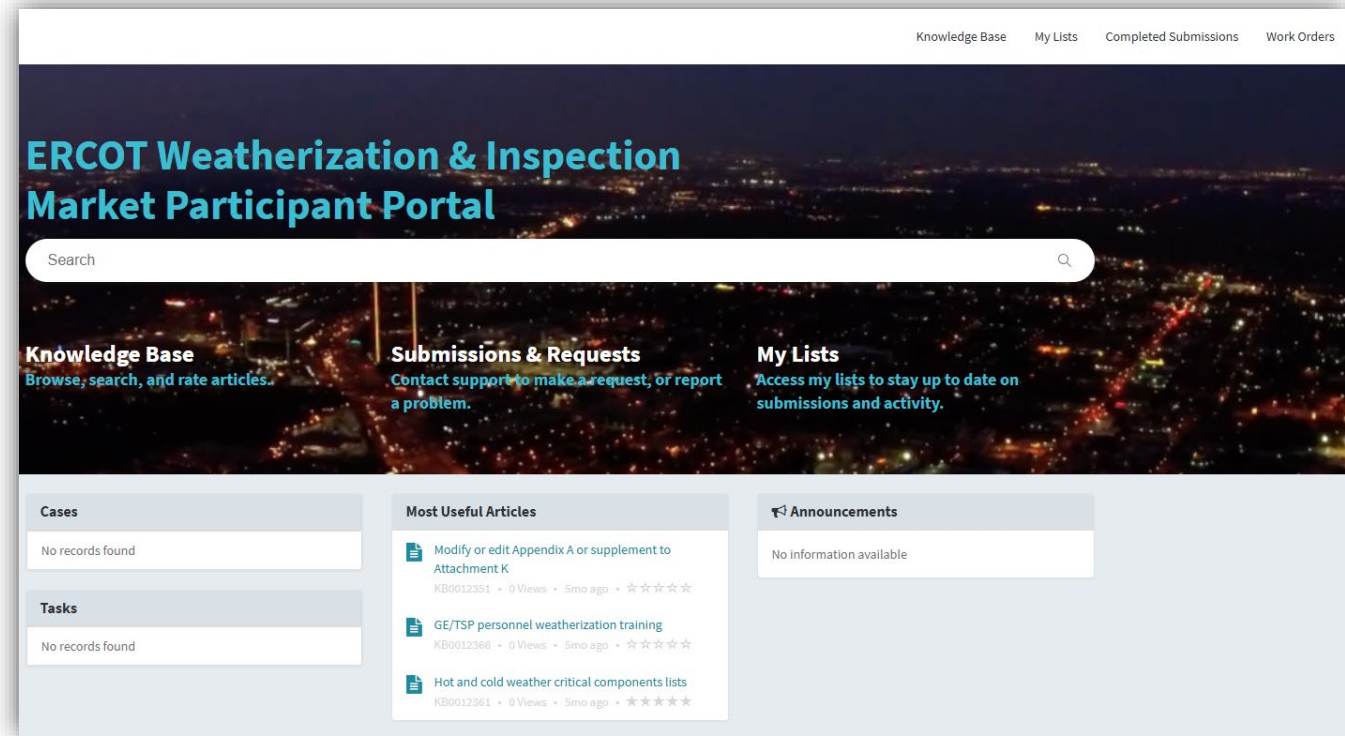 Knowledge Base My Lists Completed Submissions Work Orders
ERCOT Weatherization & Inspection
Market Participant Portal
Search
Knowledge Base
Browse, search, and rate articles.
Submissions & Requests
Contact support to make a request, or report
a problem.
My Lists
Access my lists to stay up to date on
submissions and activity.
Cases
No records found
Tasks
No records found
Most Useful Articles
Modify or edit Appendix A or supplement to
Attachment K
KB0012351 • 0 Views • 5mo ago •
GE/TSP personnel weatherization training
KB0012366 • 0 Views • 5mo ago •
Hot and cold weather critical components lists
KB0012361 • 0 Views • 5mo ago •
Announcements
No information available